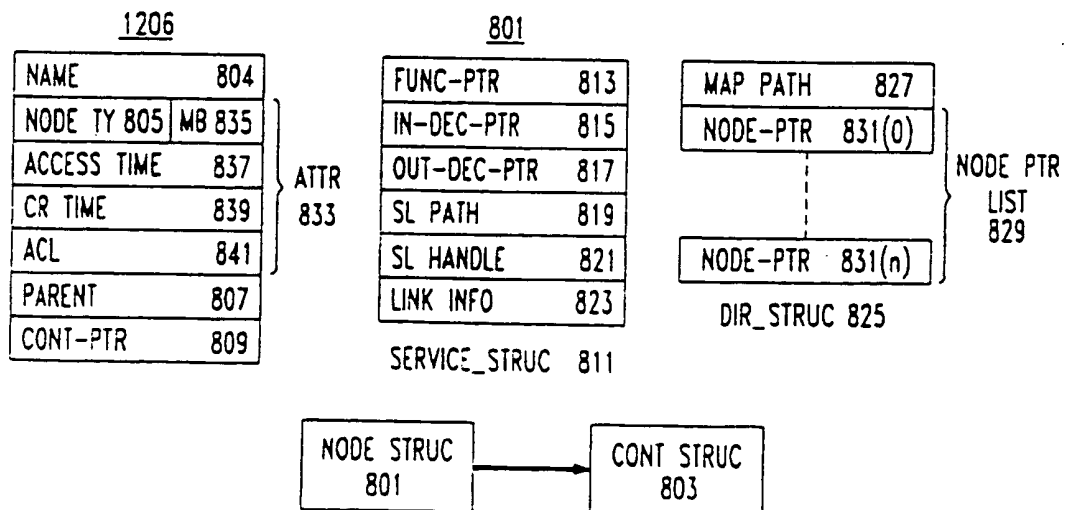 1206
NAME 804
NODE TY 805 MB 835
ACCESS TIME 837
CR TIME 839
ACL 841
PARENT 807
CONT-PTR 809
ATTR
833
801
FUNC-PTR 813
IN-DEC-PTR 815
OUT-DEC-PTR 817
SL PATH 819
SL HANDLE 821
LINK INFO 823
SERVICE_STRUC 811
MAP PATH 827
NODE-PTR 831(0)
NODE-PTR 831(n)
DIR_STRUC 825
NODE PTR
LIST
829
NODE STRUC
801
CONT STRUC
803